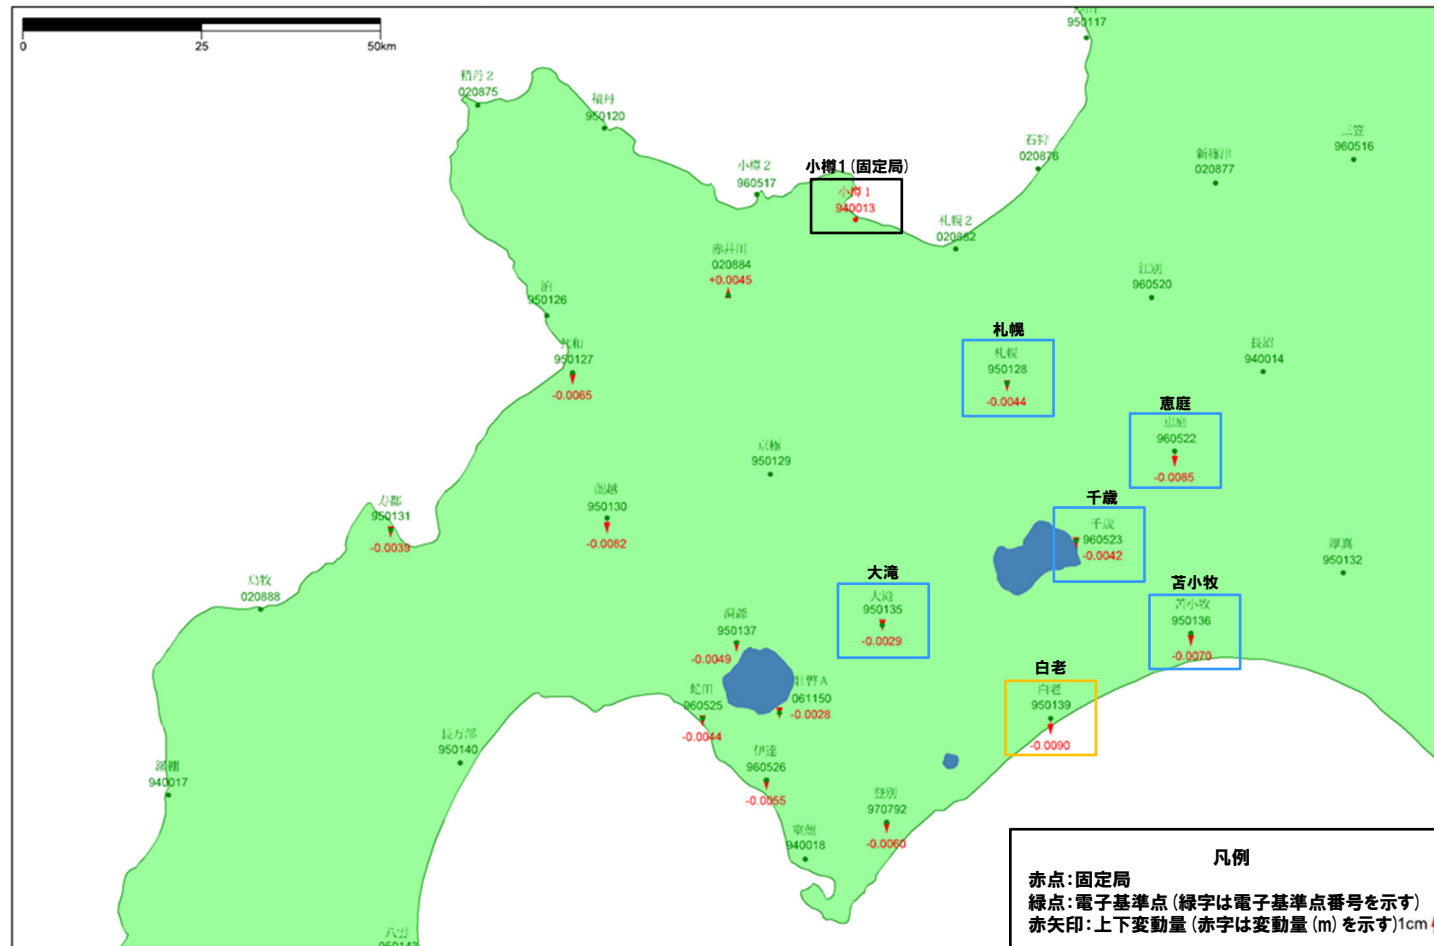 950117
0 25 50km
積丹2
020875
積丹
950120
小樽2
960517
小樽1(固定局)
小樽1
940013
石狩
020876
新篠津
020877
三笠
960516
札幌2
020882
赤井川
020884
+0.0045
江別
960520
泊
950126
共和
950127
-0.0065
札幌
札幌
950128
-0.0044
長沼
940014
恵庭
恵庭
960522
-0.0085
京極
950129
蘭越
950130
-0.0082
寿都
950131
-0.0039
千歳
千歳
960523
-0.0042
厚真
950132
島牧
020888
大滝
大滝
950135
-0.0029
苫小牧
苫小牧
950136
-0.0070
洞爺
950137
-0.0049
壮瞥A
061150
-0.0028
虻田
960525
-0.0044
白老
白老
950139
-0.0090
長万部
950140
伊達
960526
-0.0055
940017
登別
970792
-0.0060
室蘭
940018
八雲
950143
凡例
赤点:固定局
緑点:電子基準点(緑字は電子基準点番号を示す)
赤矢印:上下変動量(赤字は変動量(m)を示す)1cm